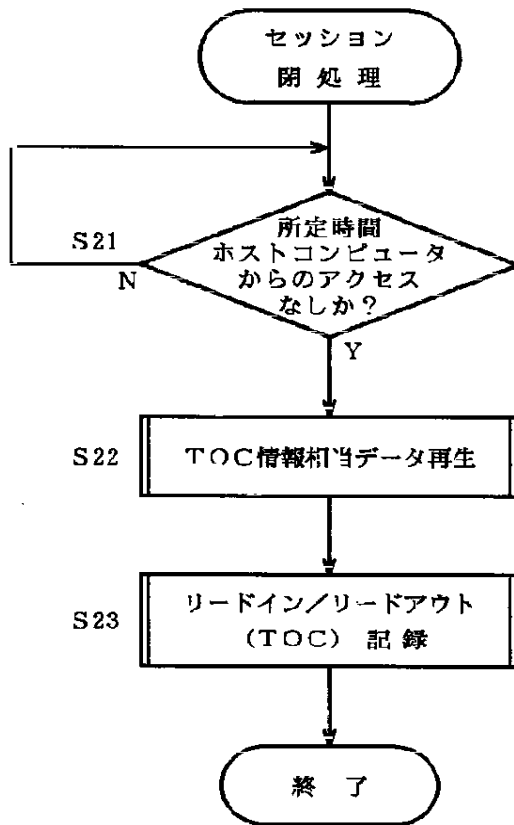 セッション
閉 処 理
所定時間
S21
ホストコンピュータ
N
からのアクセス
なしか?
Y
S22
TOC情報相当データ再生
S23
リードイン/リードアウト
(TOC) 記 録
終 了